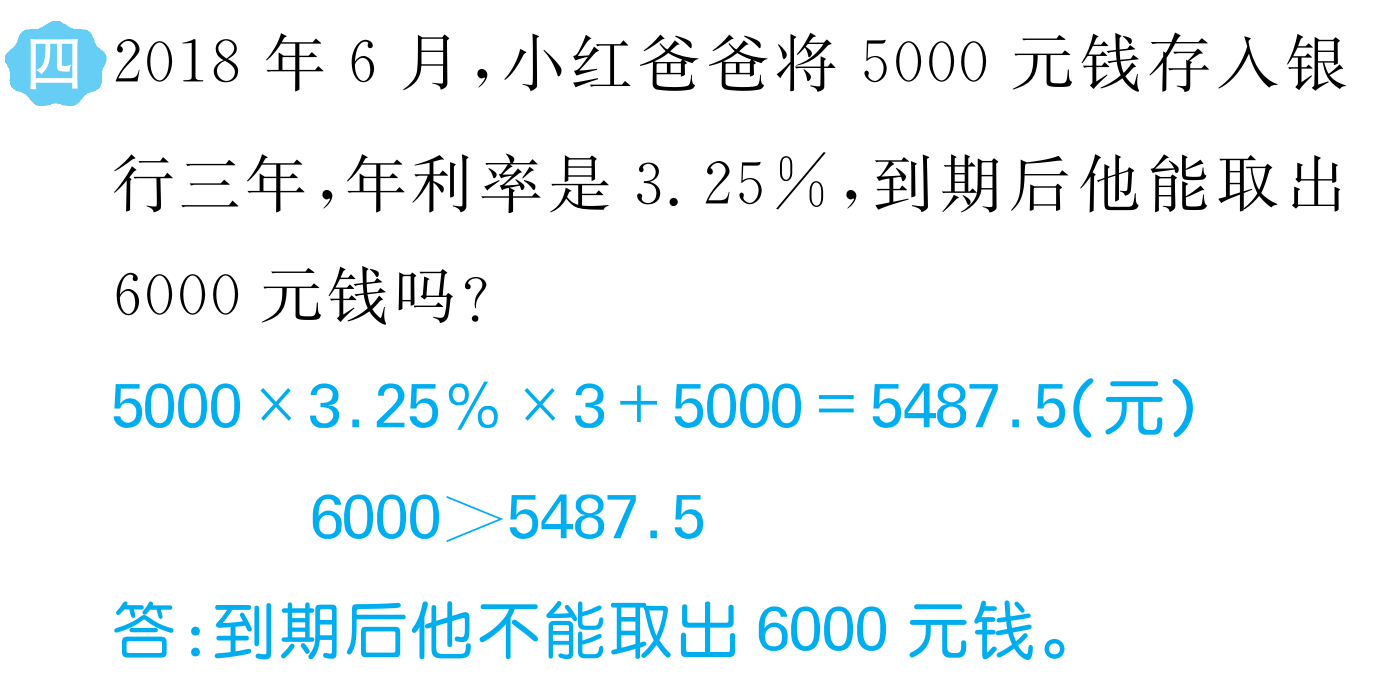 四 2018 年 6 月,小红爸爸将 5000 元钱存入银
行三年,年利率是 3.25%,到期后他能取出
6000 元钱吗?
5000×3.25%×3+5000=5487.5(元)
6000>5487.5
答:到期后他不能取出 6000 元钱。